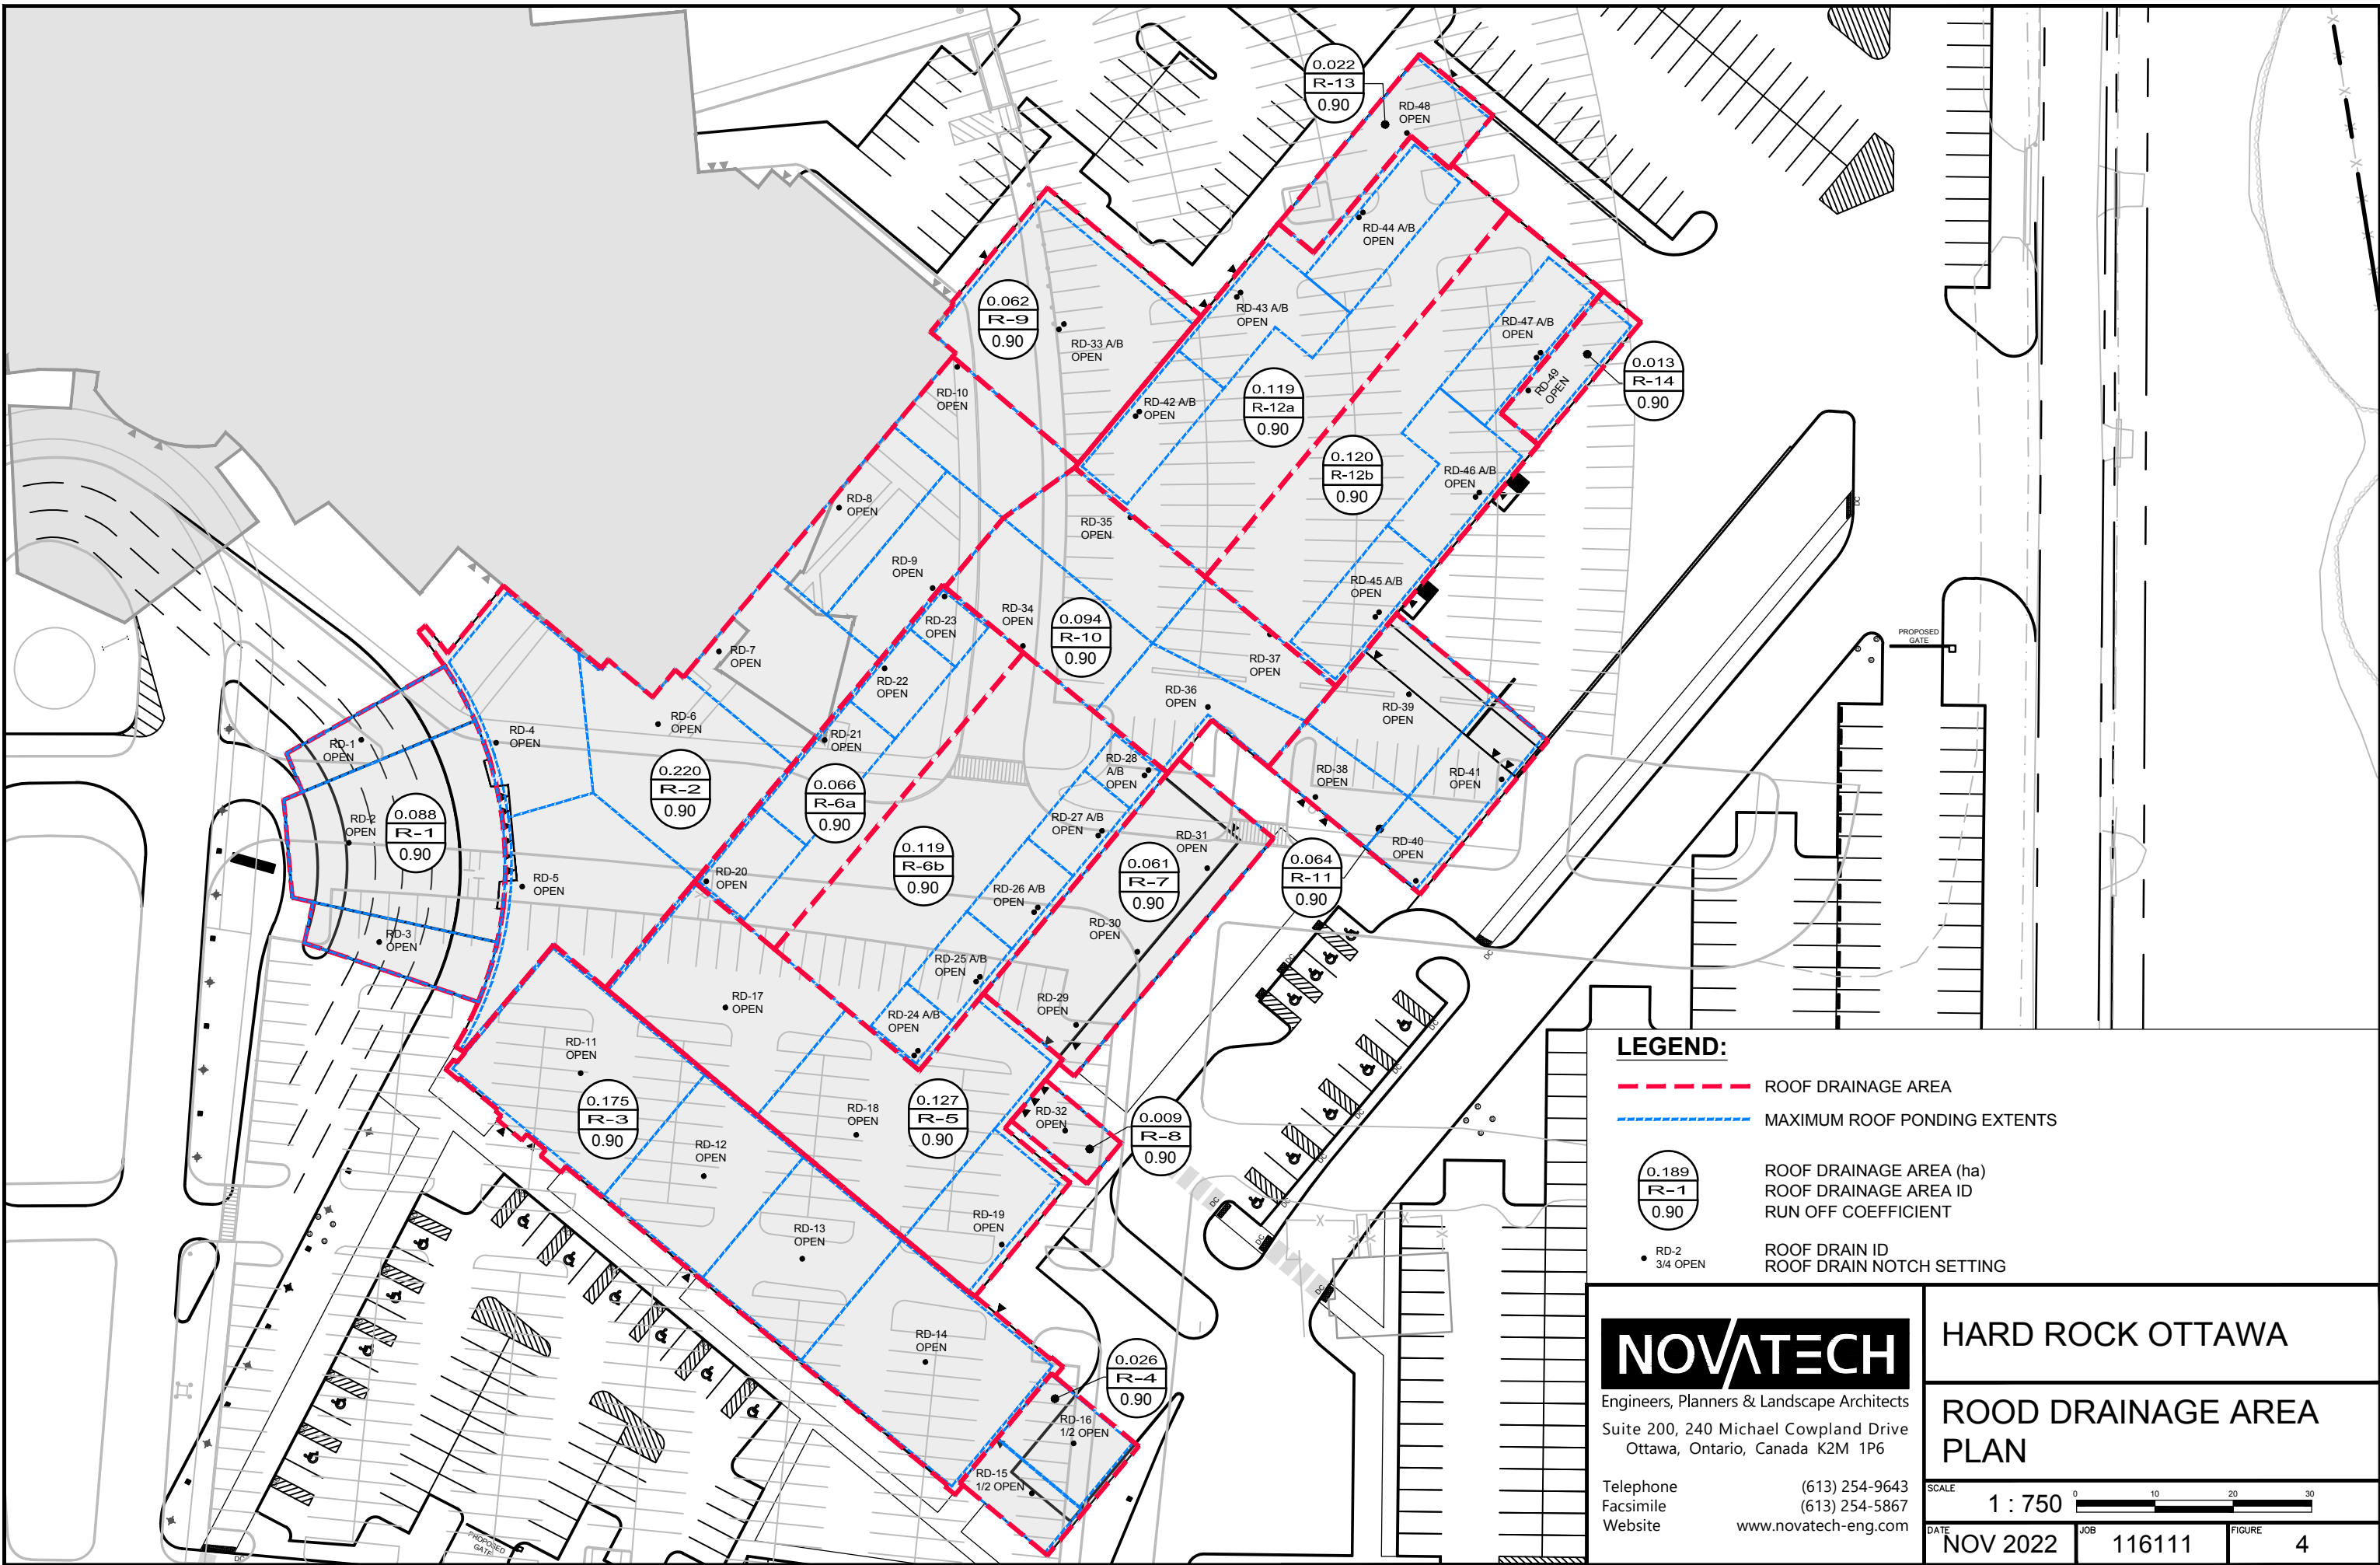 0.022
R-13
0.90
RD-48
OPEN
RD-44 A/B
OPEN
0.062
R-9
0.90
RD-33 A/B
OPEN
RD-43 A/B
OPEN
RD-47 A/B
OPEN
RD-49
OPEN
0.013
R-14
0.90
RD-10
OPEN
RD-42 A/B
OPEN
0.119
R-12a
0.90
0.120
R-12b
0.90
RD-46 A/B
OPEN
RD-8
OPEN
RD-35
OPEN
DC
RD-9
OPEN
RD-45 A/B
OPEN
RD-23
OPEN
RD-34
OPEN
0.094
R-10
0.90
PROPOSED
GATE
RD-7
OPEN
RD-22
OPEN
RD-37
OPEN
RD-36
OPEN
RD-39
OPEN
RD-6
OPEN
RD-4
OPEN
RD-1
OPEN
RD-21
OPEN
0.220
R-2
0.90
0.066
R-6a
0.90
RD-28
A/B
OPEN
RD-38
OPEN
RD-41
OPEN
RD-2
OPEN
0.088
R-1
0.90
RD-27 A/B
OPEN
RD-31
OPEN
RD-40
OPEN
0.119
R-6b
0.90
0.061
R-7
0.90
0.064
R-11
0.90
RD-5
OPEN
RD-20
OPEN
RD-26 A/B
OPEN
RD-30
OPEN
RD-3
OPEN
DC
DC
RD-25 A/B
OPEN
RD-17
OPEN
RD-29
OPEN
RD-24 A/B
OPEN
DC
RD-11
OPEN
DC
0.175
R-3
0.90
RD-18
OPEN
0.127
R-5
0.90
RD-32
OPEN
0.009
R-8
0.90
DC
RD-12
OPEN
DC
DC
RD-13
OPEN
RD-19
OPEN
DC
DC
RD-14
OPEN
0.026
R-4
0.90
RD-16
1/2 OPEN
RD-15
1/2 OPEN
PROPOSED
GATE
DC
LEGEND:
ROOF DRAINAGE AREA
MAXIMUM ROOF PONDING EXTENTS
0.189
R-1
0.90
ROOF DRAINAGE AREA (ha)
ROOF DRAINAGE AREA ID
RUN OFF COEFFICIENT
RD-2
3/4 OPEN
ROOF DRAIN ID
ROOF DRAIN NOTCH SETTING
NOVATECH
Engineers, Planners & Landscape Architects
Suite 200, 240 Michael Cowpland Drive
Ottawa, Ontario, Canada K2M 1P6
Telephone (613) 254-9643
Facsimile (613) 254-5867
Website www.novatech-eng.com
HARD ROCK OTTAWA
ROOD DRAINAGE AREA
PLAN
SCALE
1 : 750
0 10 20 30
DATE
NOV 2022
JOB
116111
FIGURE
4